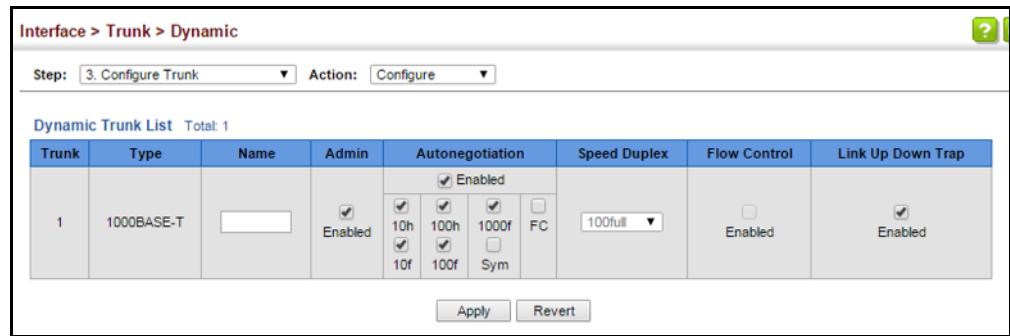 Interface > Trunk > Dynamic
?
Step: 3. Configure Trunk Action: Configure
Dynamic Trunk List Total: 1
Trunk Type Name Admin Autonegotiation Speed Duplex Flow Control Link Up Down Trap
Enabled
1 1000BASE-T Enabled 10h 100h 1000f FC 100full Enabled Enabled
10f 100f Sym
Apply Revert